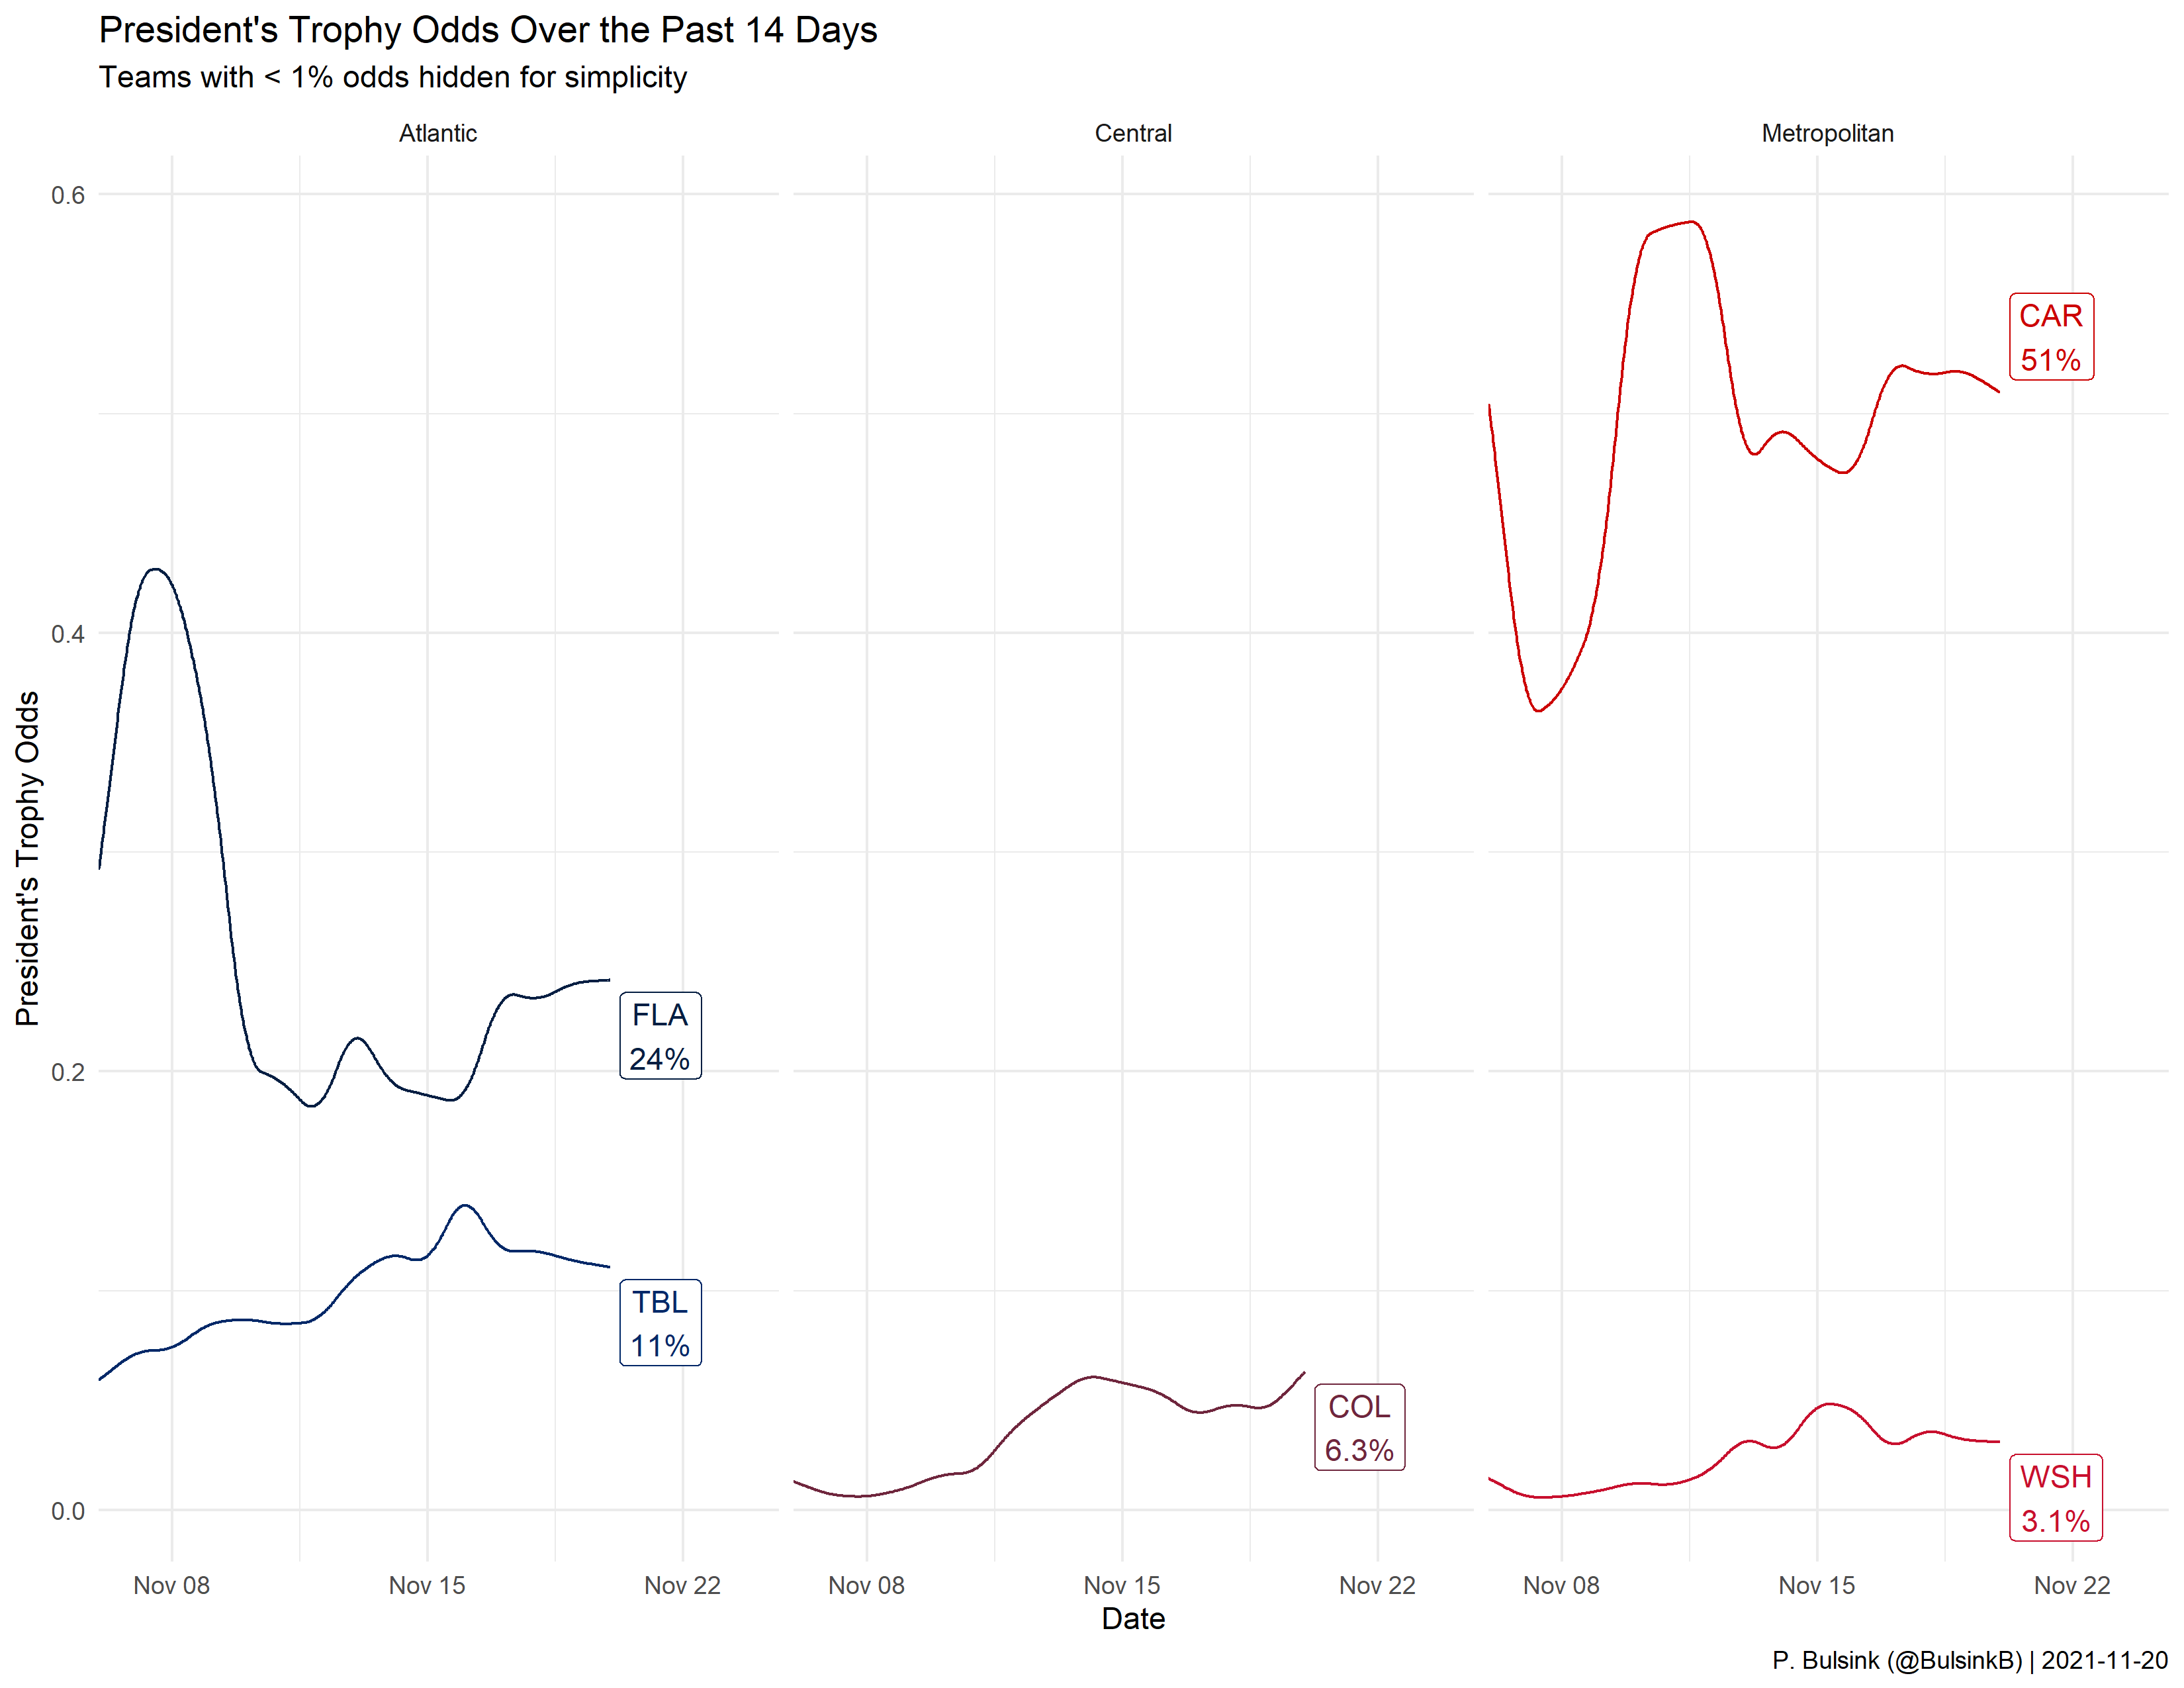 President's Trophy Odds Over the Past 14 Days
Teams with < 1% odds hidden for simplicity
Atlantic
Central
Metropolitan
President's Trophy Odds
0.6
0.4
0.2
0.0
FLA
24%
TBL
11%
COL
6.3%
CAR
51%
WSH
3.1%
Nov 08
Nov 15
Nov 22
Nov 08
Nov 15
Nov 22
Nov 08
Nov 15
Nov 22
Date
P. Bulsink (@BulsinkB) | 2021-11-20